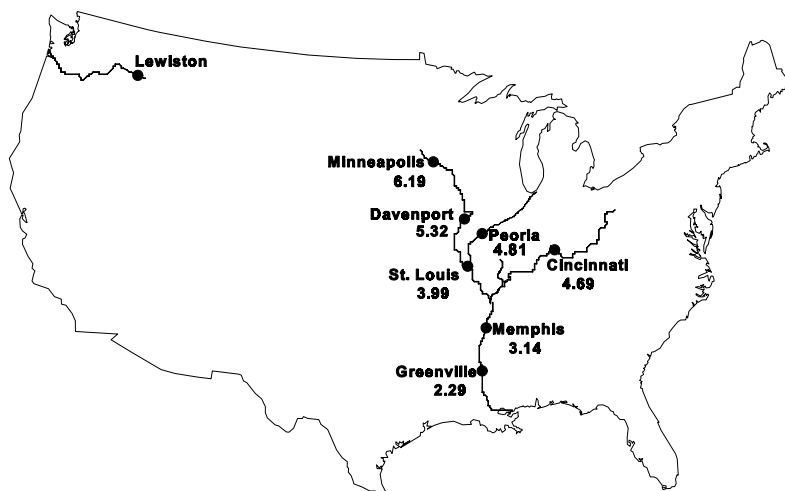 Lewiston
Minneapolis
6.19
Davenport
5.32
Peoria
4.81
St. Louis
3.99
Cincinnati
4.69
Memphis
3.14
Greenville
2.29